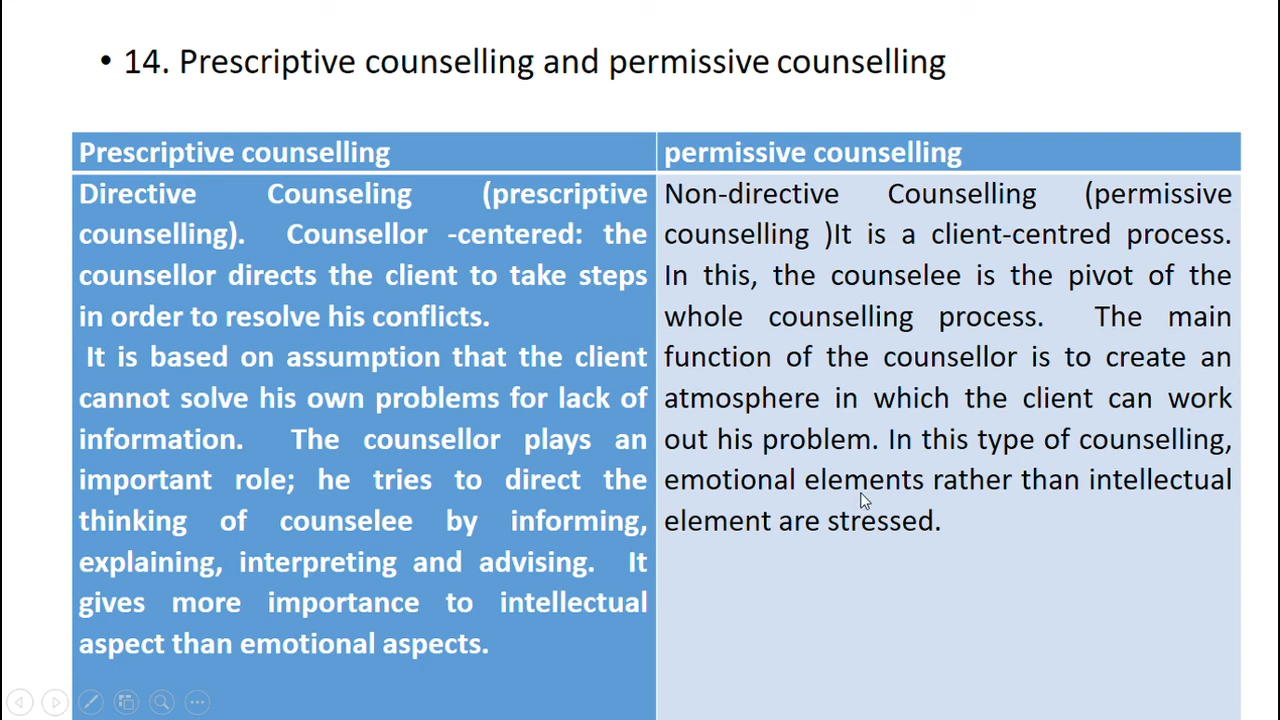 • 14. Prescriptive counselling and permissive counselling
Prescriptive counselling
Directive Counseling (prescriptive
counselling). Counsellor -centered: the
counsellor directs the client to take steps
in order to resolve his conflicts.
It is based on assumption that the client
cannot solve his own problems for lack of
information. The counsellor plays an
important role; he tries to direct the
thinking of counselee by informing,
explaining, interpreting and advising. It
gives more importance to intellectual
aspect than emotional aspects.
permissive counselling
Non-directive Counselling (permissive
counselling )It is a client-centred process.
In this, the counselee is the pivot of the
whole counselling process. The main
function of the counsellor is to create an
atmosphere in which the client can work
out his problem. In this type of counselling,
emotional elements rather than intellectual
element are stressed.